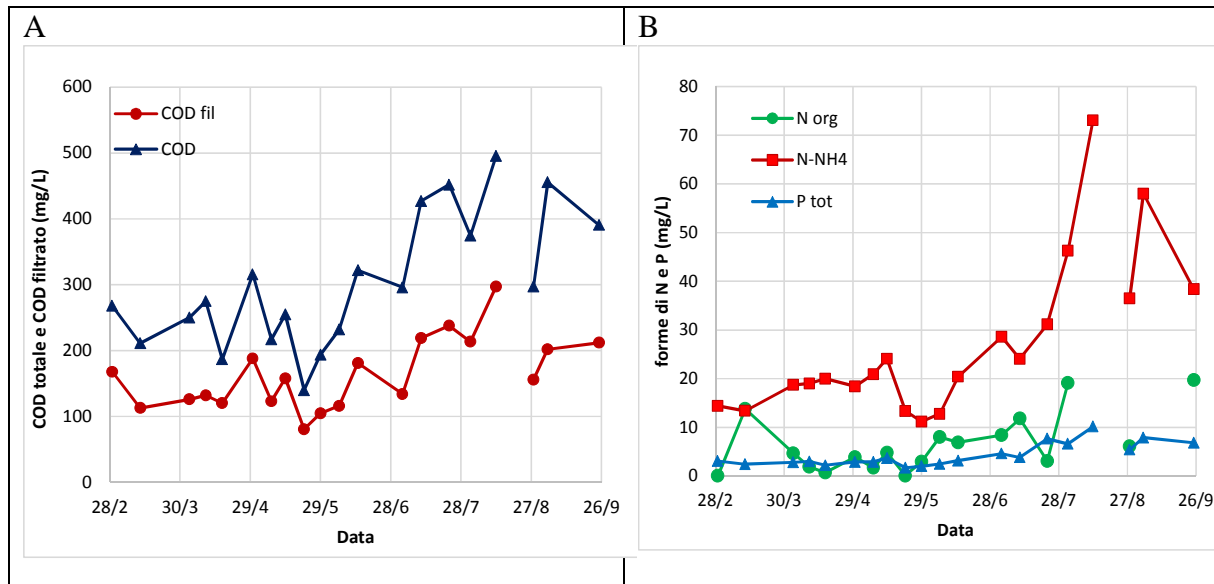 A
COD totale e COD filtrato (mg/L)
600
500
400
300
200
100
0
COD fil
COD
28/2 30/3 29/4 29/5 28/6 28/7 27/8 26/9
Data
B
forme di N e P (mg/L)
80
70
60
50
40
30
20
10
0
N org
N-NH4
P tot
28/2 30/3 29/4 29/5 28/6 28/7 27/8 26/9
Data